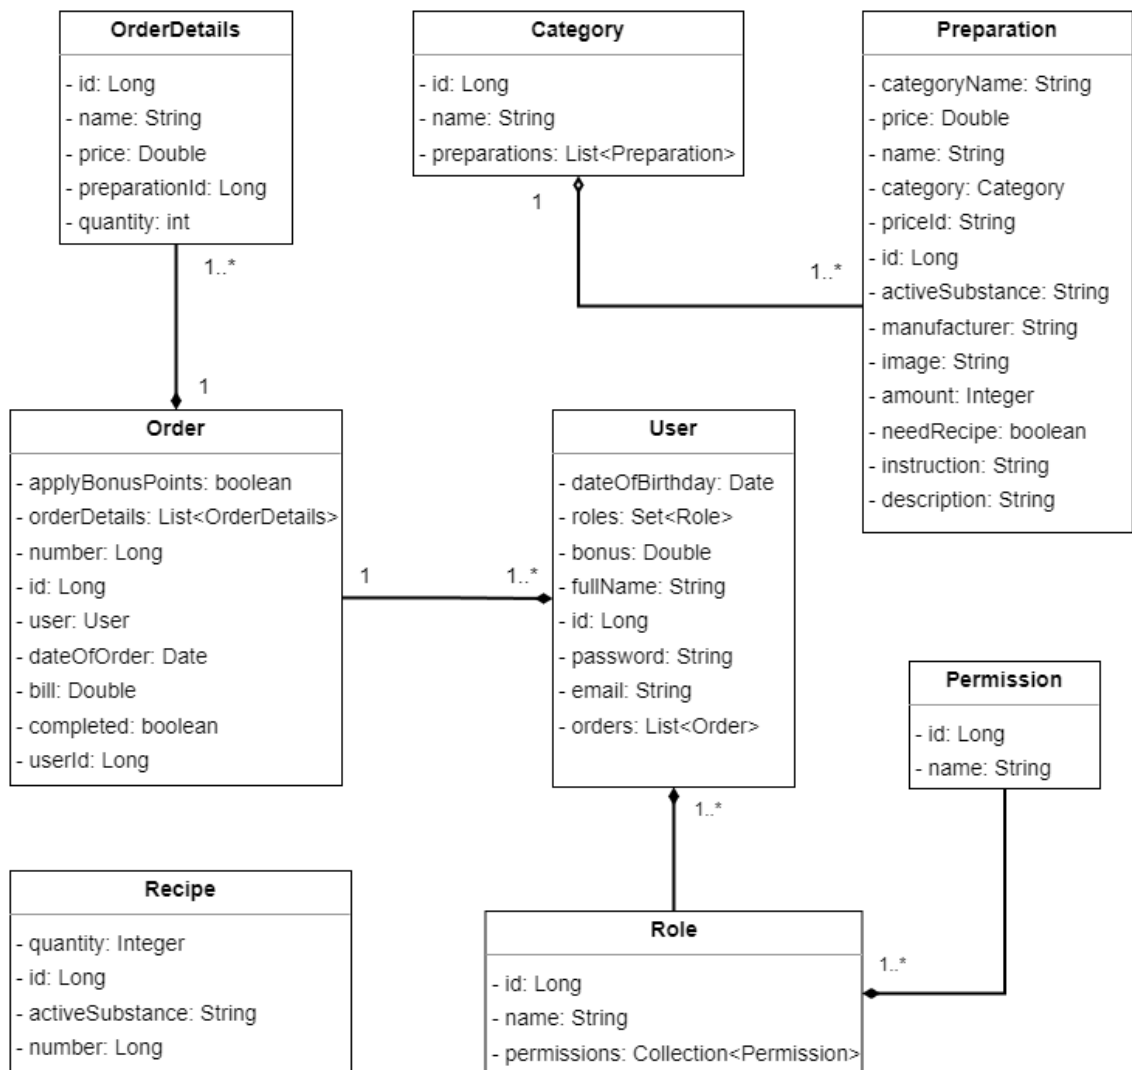 OrderDetails
- id: Long
- name: String
- price: Double
- preparationId: Long
- quantity: int
1..*
1
Category
- id: Long
- name: String
- preparations: List<Preparation>
1
1..*
Preparation
- categoryName: String
- price: Double
- name: String
- category: Category
- priceId: String
- id: Long
- activeSubstance: String
- manufacturer: String
- image: String
- amount: Integer
- needRecipe: boolean
- instruction: String
- description: String
Order
- applyBonusPoints: boolean
- orderDetails: List<OrderDetails>
- number: Long
- id: Long
- user: User
- dateOfOrder: Date
- bill: Double
- completed: boolean
- userId: Long
1
1..*
User
- dateOfBirthday: Date
- roles: Set<Role>
- bonus: Double
- fullName: String
- id: Long
- password: String
- email: String
- orders: List<Order>
1..*
Permission
- id: Long
- name: String
Recipe
- quantity: Integer
- id: Long
- activeSubstance: String
- number: Long
Role
- id: Long
- name: String
- permissions: Collection<Permission>
1..*